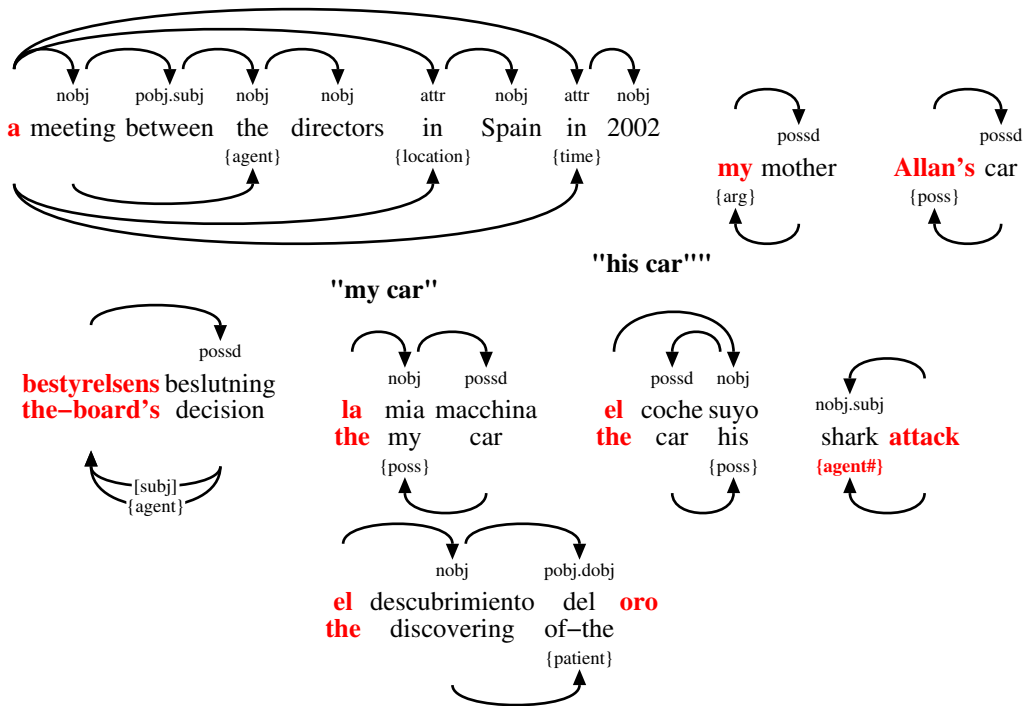 nobj pobj.subj nobj nobj attr nobj attr nobj
a meeting between the directors in Spain in 2002
{agent} {location} {time}
possd
my mother
{arg}
possd
Allan's car
{poss}
possd
bestyrelsens beslutning
the−board's decision
[subj]
{agent}
"my car"
nobj possd
la mia macchina
the my car
{poss}
"his car""
possd nobj
el coche suyo
the car his
{poss}
nobj.subj
shark attack
{agent#}
nobj pobj.dobj
el descubrimiento del oro
the discovering of−the
{patient}